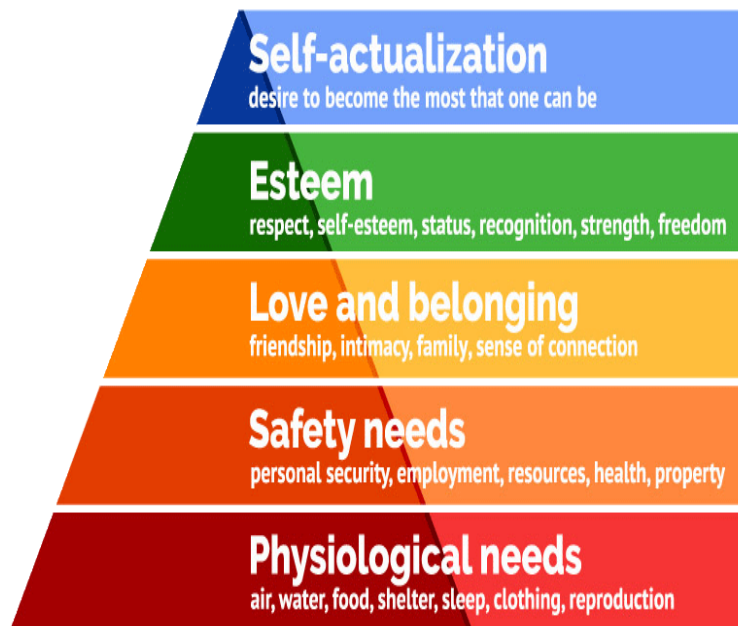 Self-actualization
desire to become the most that one can be
Esteem
respect, self-esteem, status, recognition, strength, freedom
Love and belonging
friendship, intimacy, family, sense of connection
Safety needs
personal security, employment, resources, health, property
Physiological needs
air, water, food, shelter, sleep, clothing, reproduction